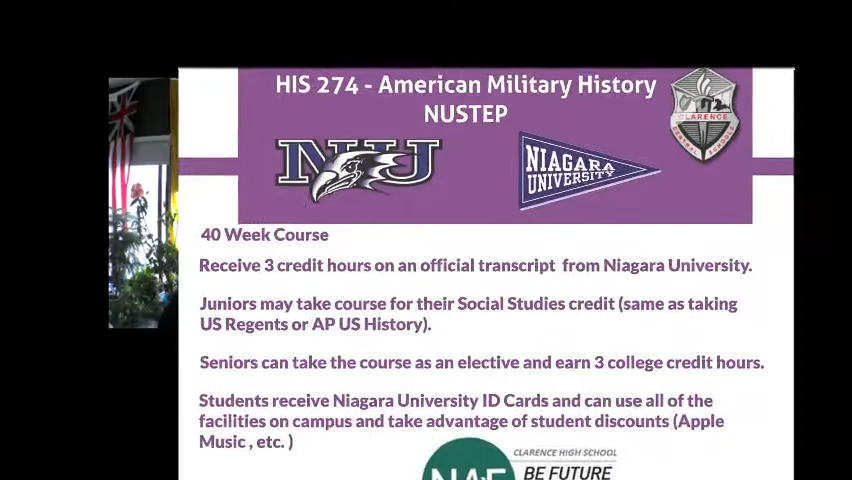 HIS 274 - American Military History
NUSTEP
CLARENCE
CENTRAL SCHOOLS
NU
NIAGARA
UNIVERSITY
40 Week Course
Receive 3 credit hours on an official transcript from Niagara University.
Juniors may take course for their Social Studies credit (same as taking
US Regents or AP US History).
Seniors can take the course as an elective and earn 3 college credit hours.
Students receive Niagara University ID Cards and can use all of the
facilities on campus and take advantage of student discounts (Apple
Music , etc. )
CLARENCE HIGH SCHOOL
NAF
BE FUTURE